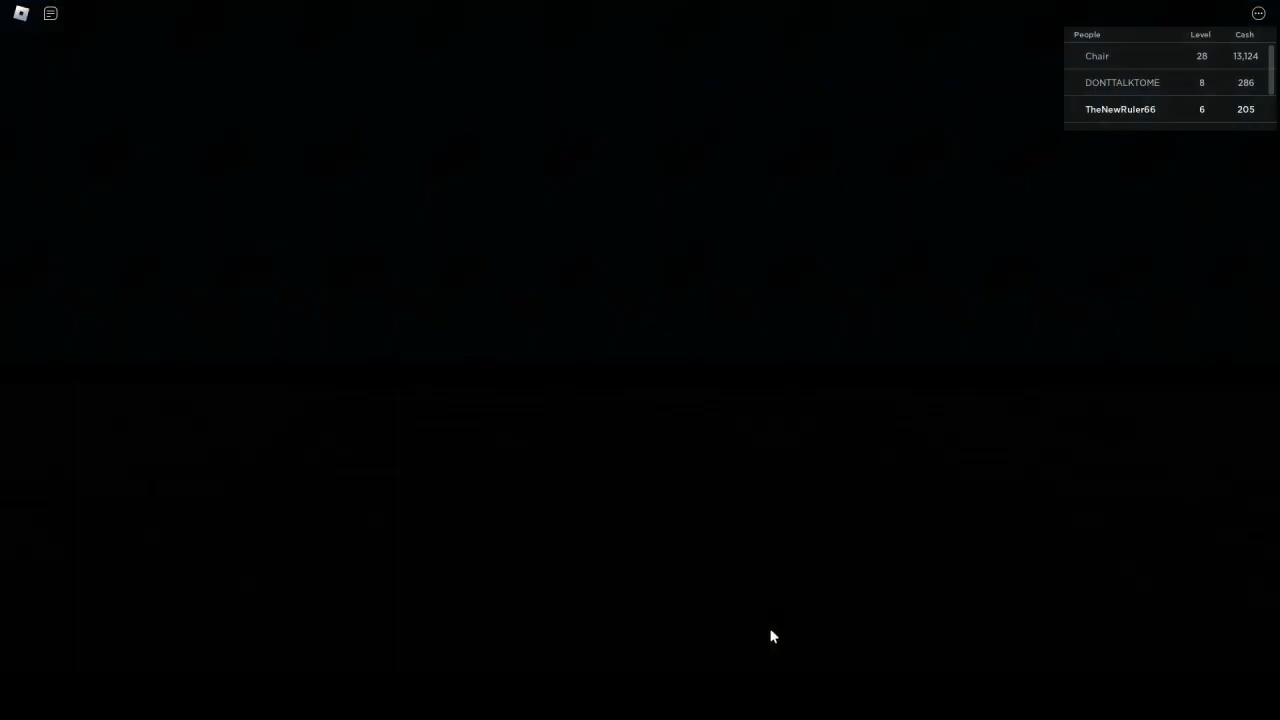 People Level Cash
Chair 28 13,124
DONTTALKTOME 8 286
TheNewRuler66 6 205